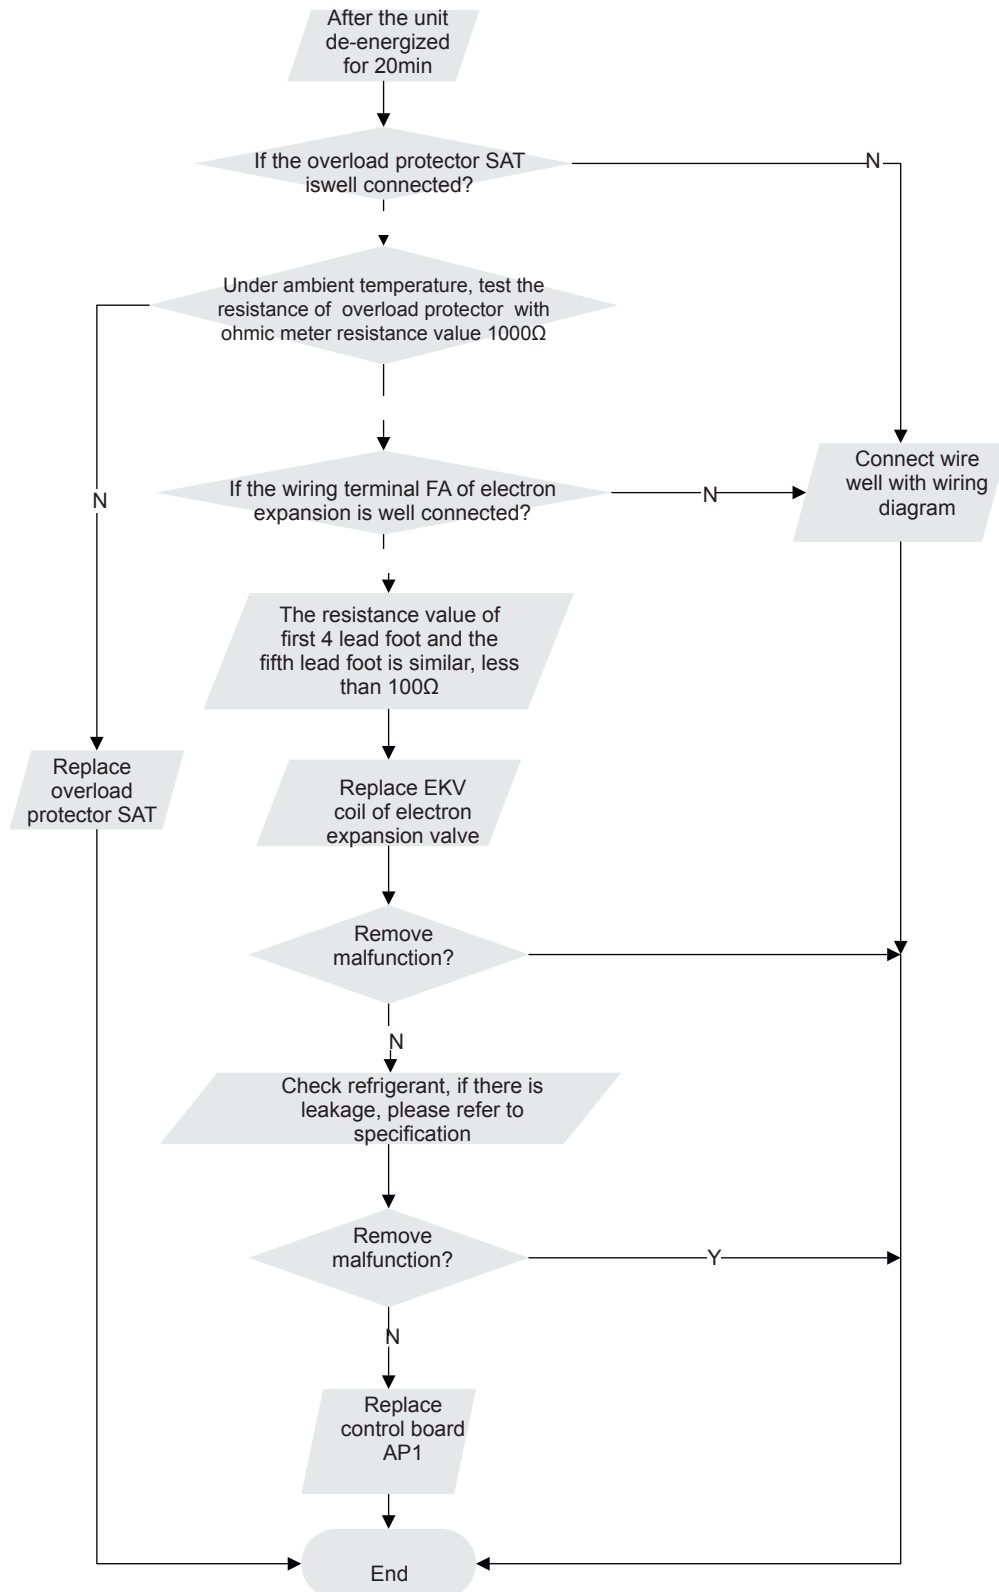 After the unit
de-energized
for 20min
If the overload protector SAT
iswell connected?
N
Under ambient temperature, test the
resistance of overload protector with
ohmic meter resistance value 1000Ω
N
If the wiring terminal FA of electron
expansion is well connected?
N
Connect wire
well with wiring
diagram
The resistance value of
first 4 lead foot and the
fifth lead foot is similar, less
than 100Ω
Replace
overload
protector SAT
Replace EKV
coil of electron
expansion valve
Remove
malfunction?
N
Check refrigerant, if there is
leakage, please refer to
specification
Remove
malfunction?
Y
N
Replace
control board
AP1
End